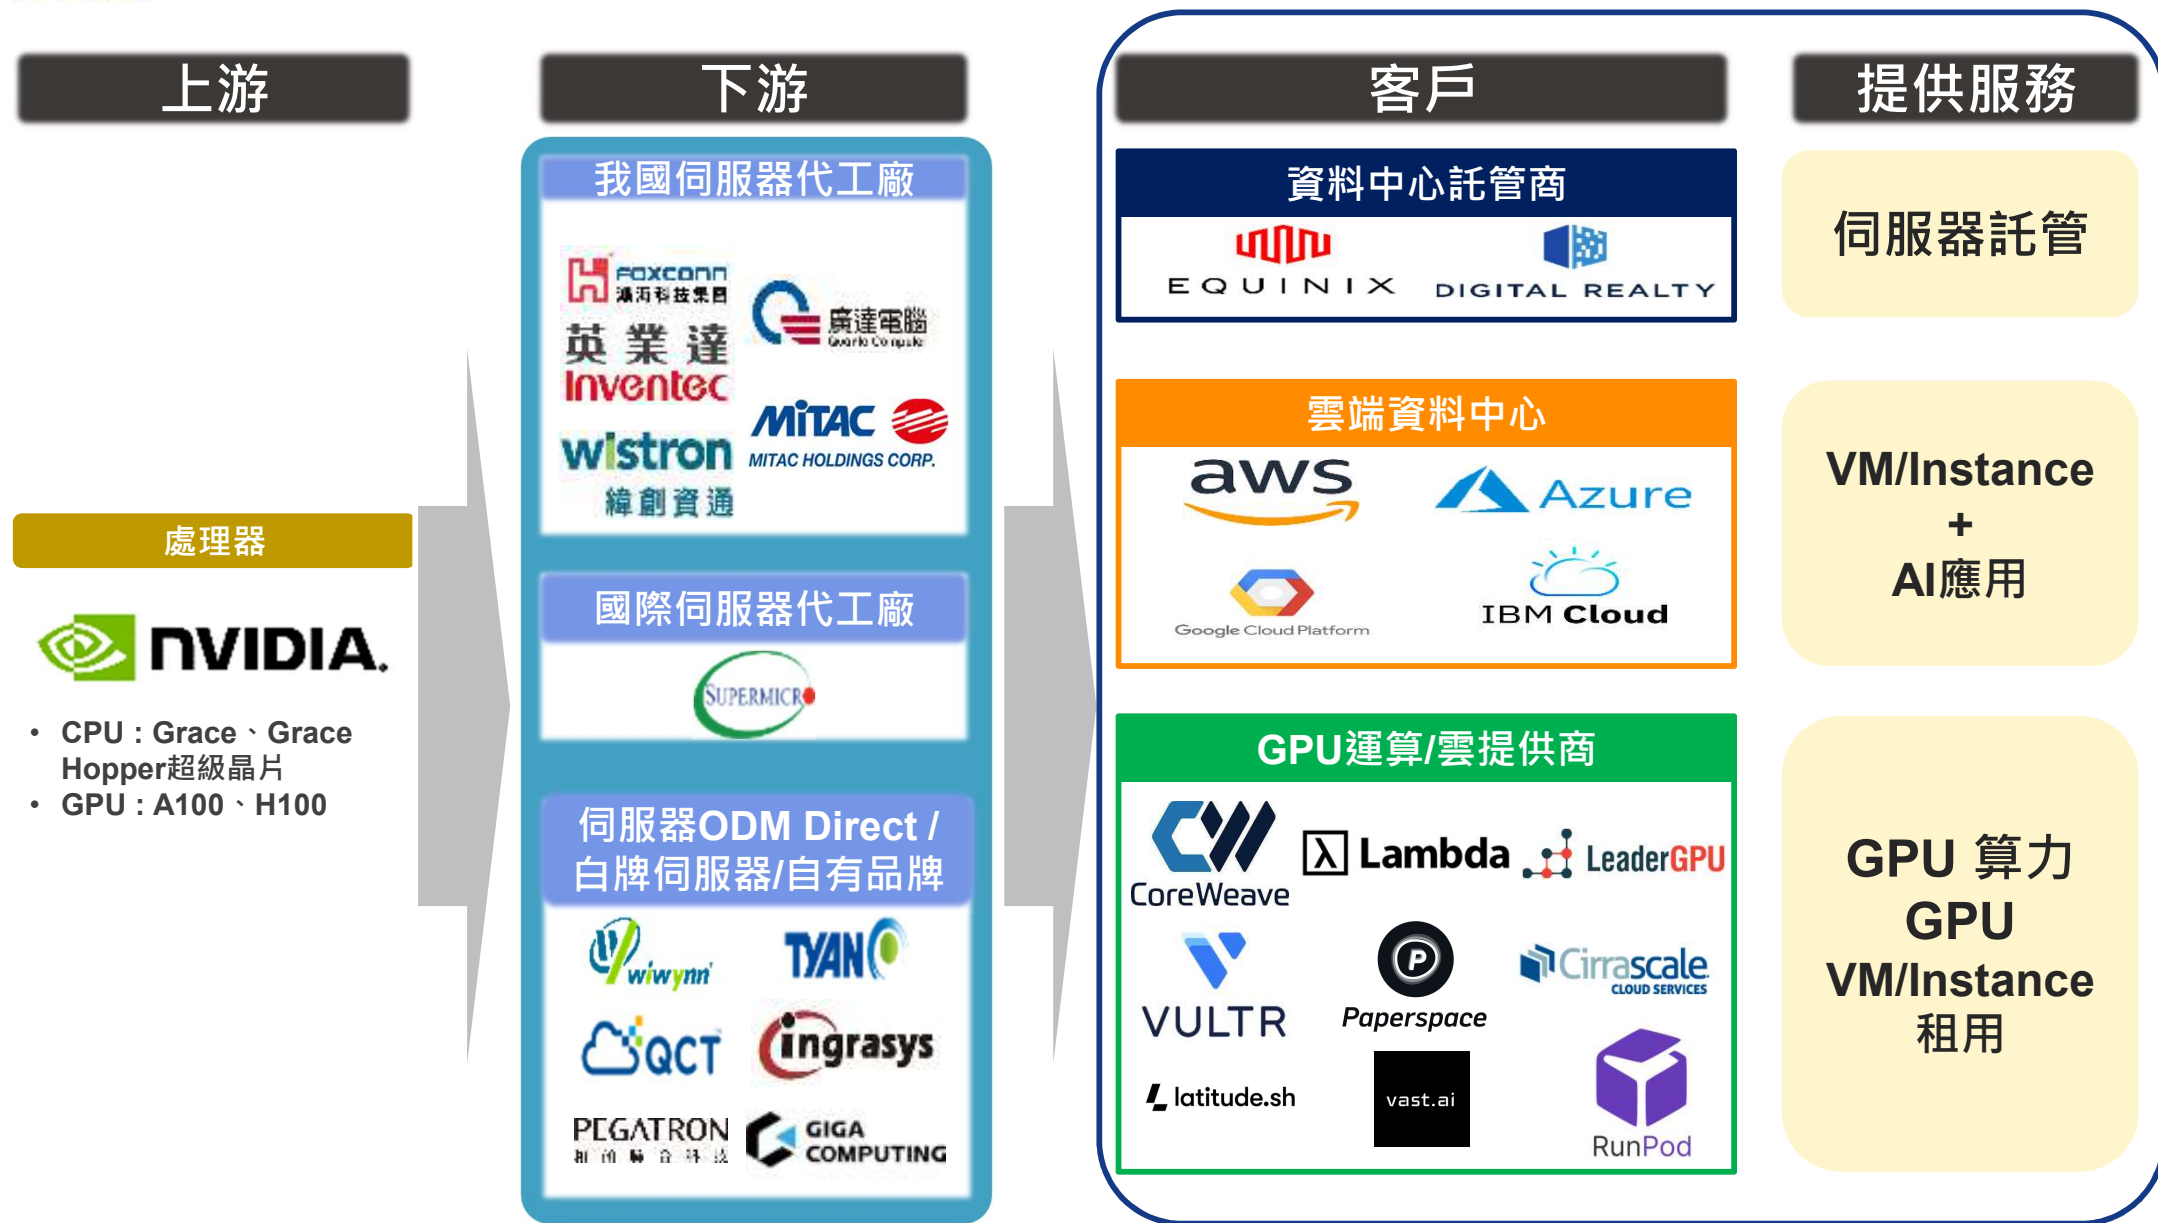 上游
處理器
NVIDIA.
• CPU：Grace、Grace
Hopper超級晶片
• GPU：A100、H100
下游
我國伺服器代工廠
FOXCONN
鴻海科技集團
廣達電腦
Quanta Computer
英業達
Inventec
MiTAC
MITAC HOLDINGS CORP.
wistron
緯創資通
國際伺服器代工廠
SUPERMICRO
伺服器ODM Direct /
白牌伺服器/自有品牌
wiwynn
TYAN
QCT
ingrasys
PEGATRON
GIGA
COMPUTING
客戶
資料中心託管商
EQUINIX
DIGITAL REALTY
雲端資料中心
aws
Azure
Google Cloud Platform
IBM Cloud
GPU運算/雲提供商
CoreWeave
Lambda
LeaderGPU
VULTR
Paperspace
Cirrascale
CLOUD SERVICES
latitude.sh
vast.ai
RunPod
提供服務
伺服器託管
VM/Instance
+
AI應用
GPU 算力
GPU
VM/Instance
租用